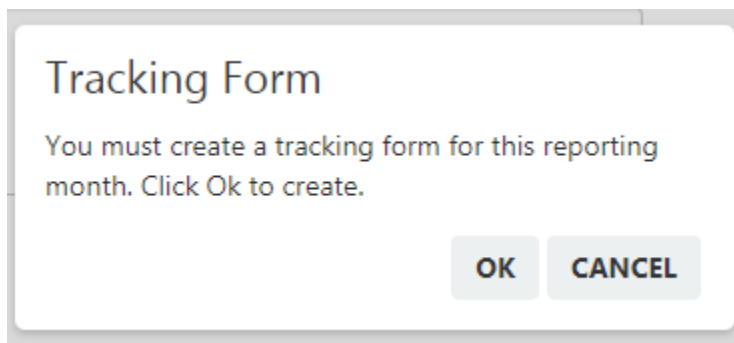 Tracking Form
You must create a tracking form for this reporting
month. Click Ok to create.
OK CANCEL